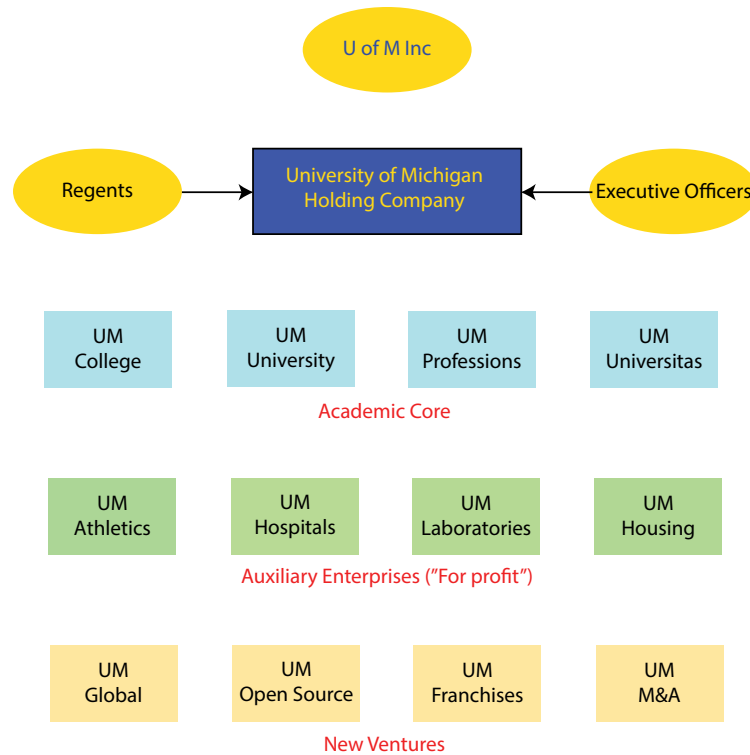 U of M Inc
Regents
University of Michigan
Holding Company
Executive Officers
UM
College
UM
University
UM
Professions
UM
Universitas
Academic Core
UM
Athletics
UM
Hospitals
UM
Laboratories
UM
Housing
Auxiliary Enterprises (”For profit”)
UM
Global
UM
Open Source
UM
Franchises
UM
M&A
New Ventures